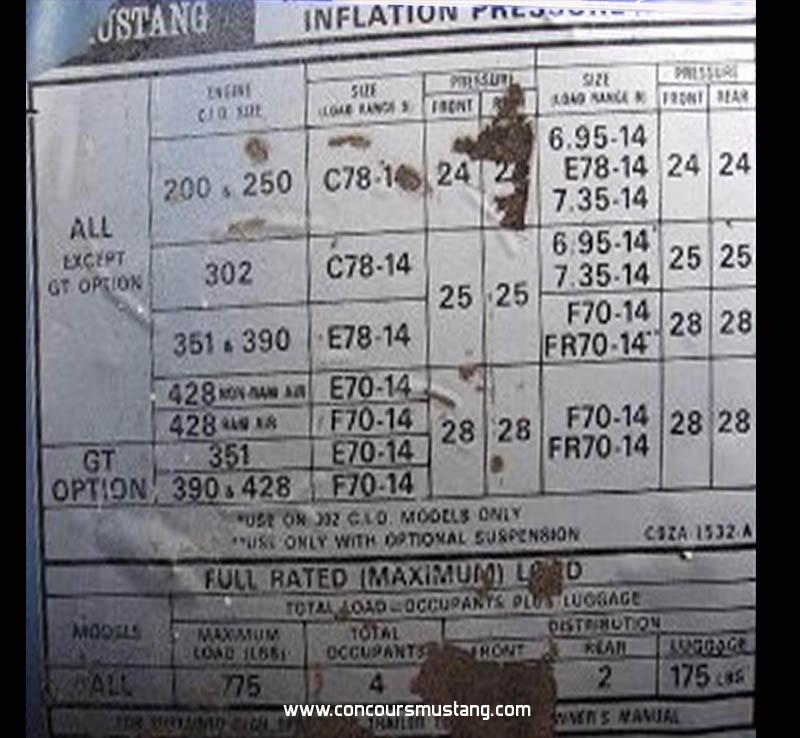 MUSTANG INFLATION PRESSURE
ENGINE C.I.D. SIZE SIZE (LOAD RANGE B) PRESSURE FRONT SIZE (LOAD RANGE B) PRESSURE FRONT REAR
ALL EXCEPT GT OPTION
200 & 250 C78-14 24 6.95-14 E78-14 7.35-14 24 24
302 C78-14 25 25 6.95-14 7.35-14 25 25
351 & 390 E78-14 F70-14 FR70-14** 28 28
428 NON-RAM AIR E70-14
428 RAM AIR F70-14 28 28 F70-14 FR70-14 28 28
GT OPTION
351 E70-14
390 & 428 F70-14
*USE ON 302 C.I.D. MODELS ONLY
**USE ONLY WITH OPTIONAL SUSPENSION C9ZA-1532-A
FULL RATED (MAXIMUM) LOAD
TOTAL LOAD-OCCUPANTS PLUS LUGGAGE
MODELS MAXIMUM LOAD (LBS) TOTAL OCCUPANTS DISTRIBUTION FRONT REAR LUGGAGE
ALL 775 4 2 175 LBS
TRAILER OWNER'S MANUAL
www.concoursmustang.com